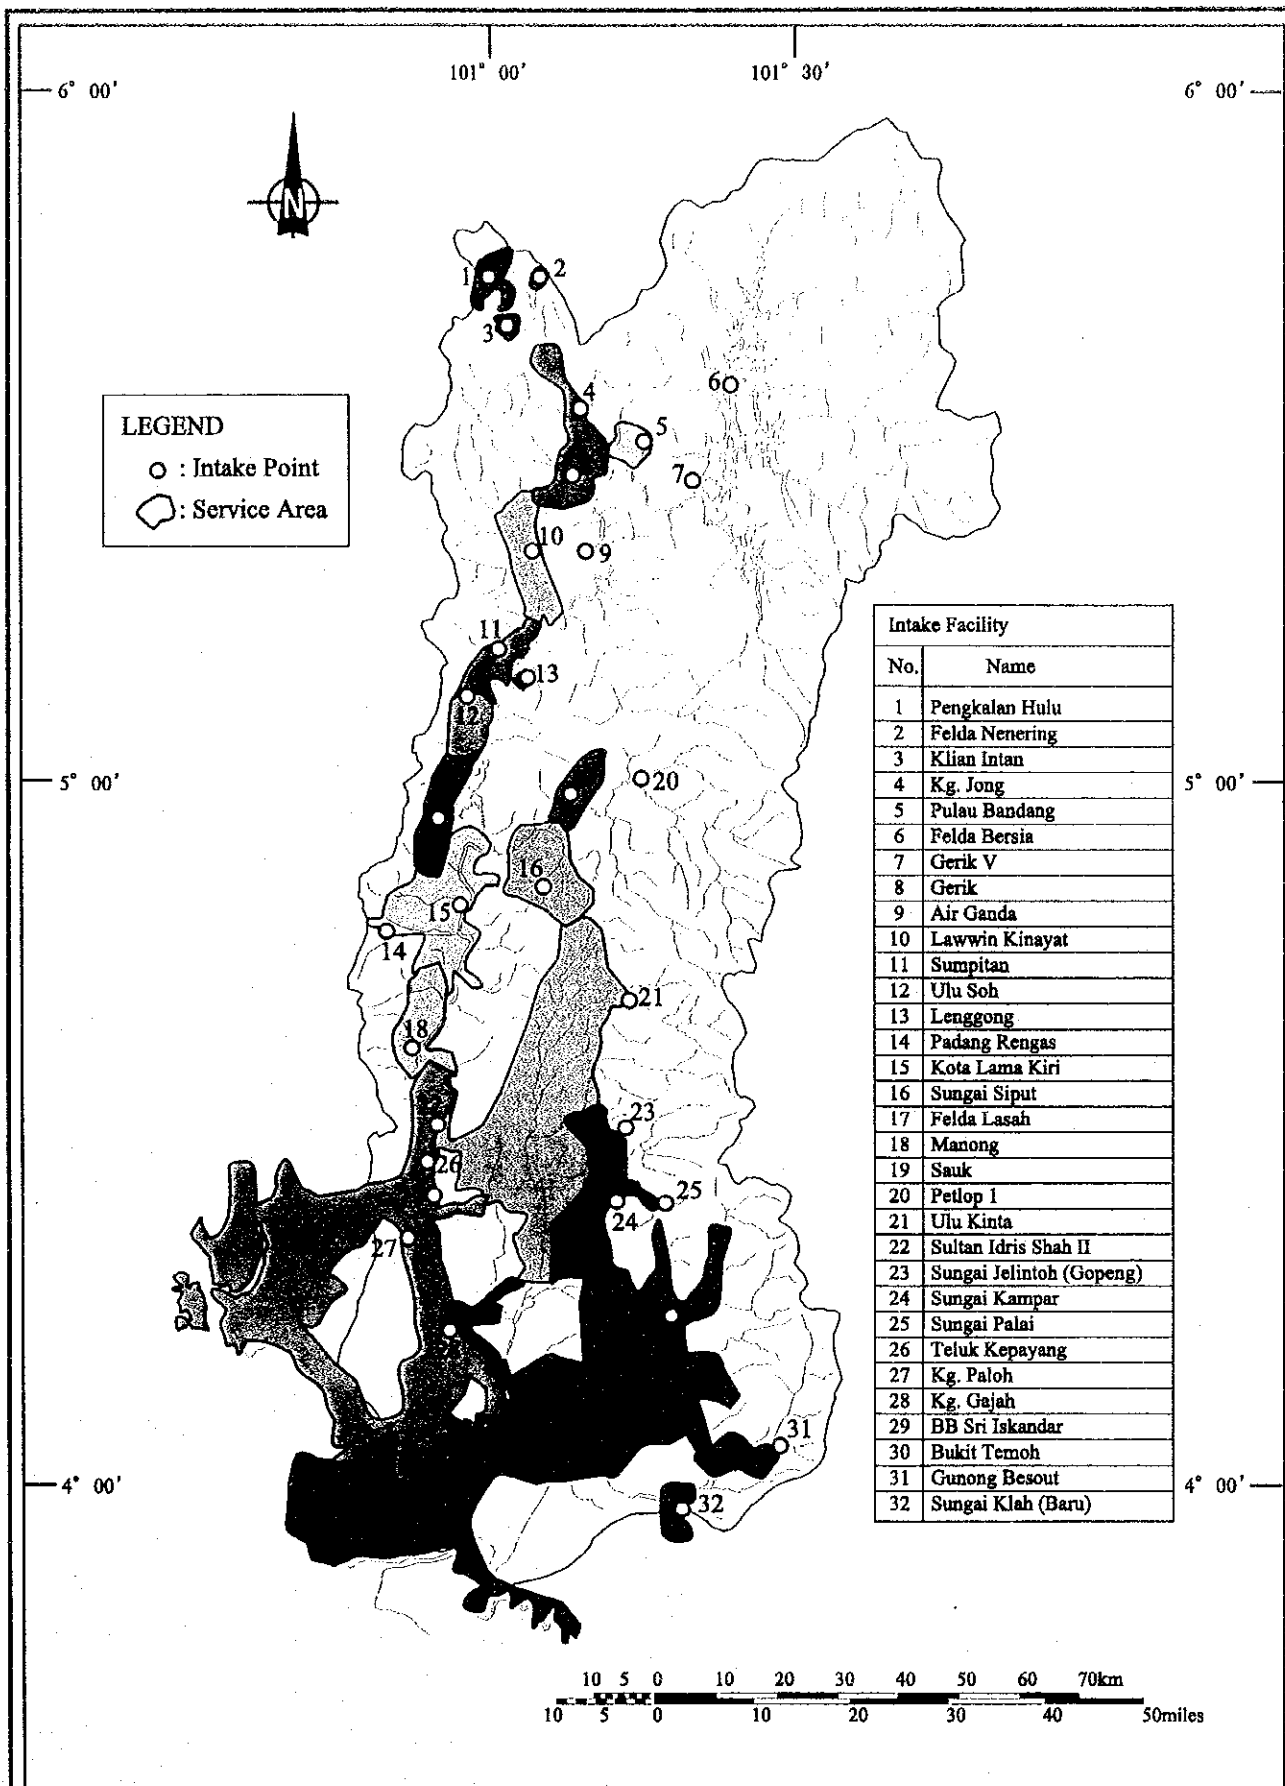 101° 00'
101° 30'
6° 00'
6° 00'
N
1
2
3
4
5
6
7
LEGEND
: Intake Point
: Service Area
10
9
11
13
12
5° 00'
20
5° 00'
16
15
14
21
18
23
26
25
24
27
31
32
4° 00'
4° 00'
Intake Facility
No. Name
1 Pengkalan Hulu
2 Felda Nenering
3 Klian Intan
4 Kg. Jong
5 Pulau Bandang
6 Felda Bersia
7 Gerik V
8 Gerik
9 Air Ganda
10 Lawwin Kinayat
11 Sumpitan
12 Ulu Soh
13 Lenggong
14 Padang Rengas
15 Kota Lama Kiri
16 Sungai Siput
17 Felda Lasah
18 Manong
19 Sauk
20 Petlop 1
21 Ulu Kinta
22 Sultan Idris Shah II
23 Sungai Jelintoh (Gopeng)
24 Sungai Kampar
25 Sungai Palai
26 Teluk Kepayang
27 Kg. Paloh
28 Kg. Gajah
29 BB Sri Iskandar
30 Bukit Temoh
31 Gunong Besout
32 Sungai Klah (Baru)
10 5 0 10 20 30 40 50 60 70km
10 5 0 10 20 30 40 50miles